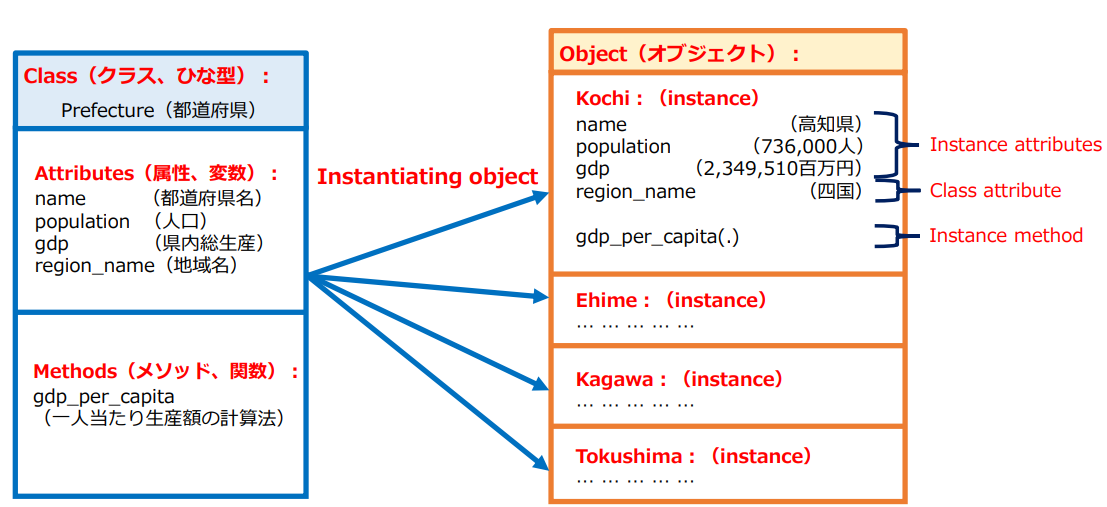 Class（クラス、ひな型）：
Prefecture（都道府県）
Attributes（属性、変数）：
name （都道府県名）
population （人口）
gdp （県内総生産）
region_name（地域名）
Methods（メソッド、関数）：
gdp_per_capita
（一人当たり生産額の計算法）
Instantiating object
Object（オブジェクト）：
Kochi：（instance）
name （高知県）
population （736,000人）
gdp （2,349,510百万円）
region_name （四国）
gdp_per_capita(.)
Instance attributes
Class attribute
Instance method
Ehime：（instance）
… … … … …
Kagawa：（instance）
… … … … …
Tokushima：（instance）
… … … … …